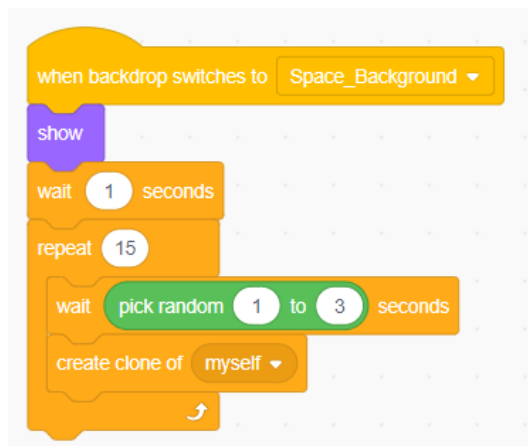 when backdrop switches to Space_Background
show
wait 1 seconds
repeat 15
wait pick random 1 to 3 seconds
create clone of myself